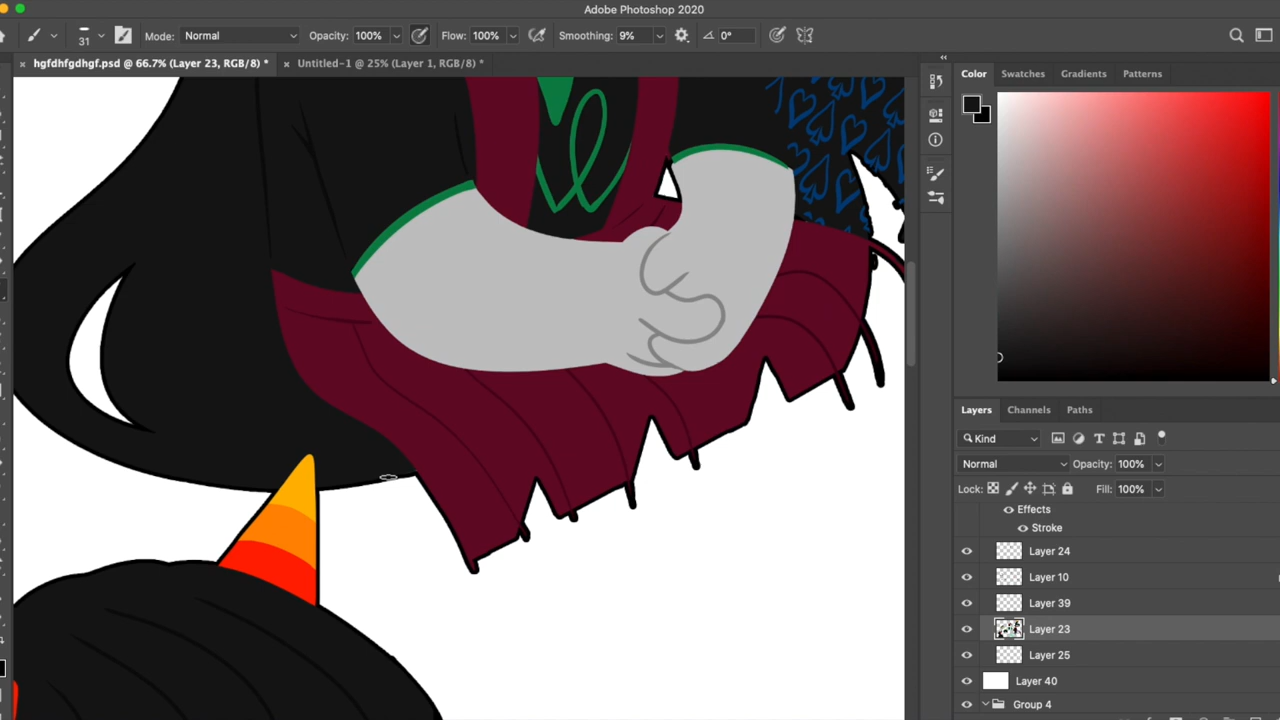 Adobe Photoshop 2020
31 Mode: Normal Opacity: 100% Flow: 100% Smoothing: 9% 0°
× hgfdhfgdhgf.psd @ 66.7% (Layer 23, RGB/8) * × Untitled-1 @ 25% (Layer 1, RGB/8) *
Color Swatches Gradients Patterns
Layers Channels Paths
Kind
Normal Opacity: 100%
Lock: Fill: 100%
Effects
Stroke
Layer 24
Layer 10
Layer 39
Layer 23
Layer 25
Layer 40
Group 4